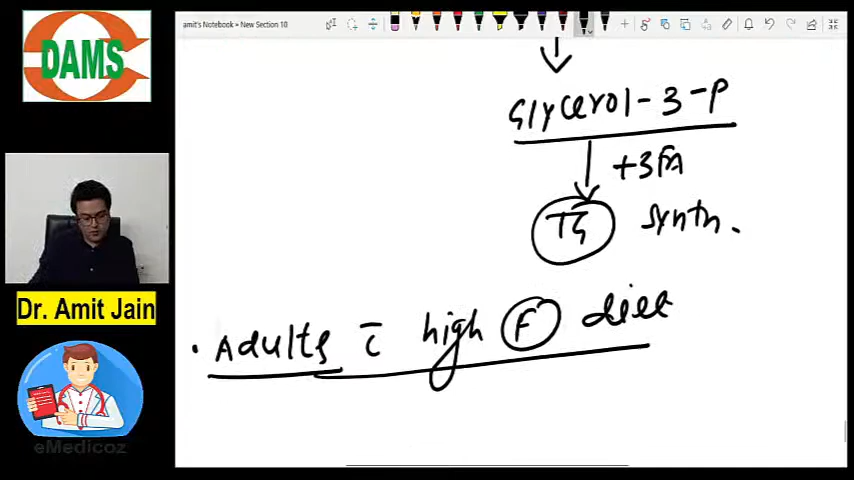 DAMS
amit's Notebook » New Section 10
Glycerol-3-P
+3FA
TG synth.
Dr. Amit Jain
. Adults c̄ high F diet
eMedicoz